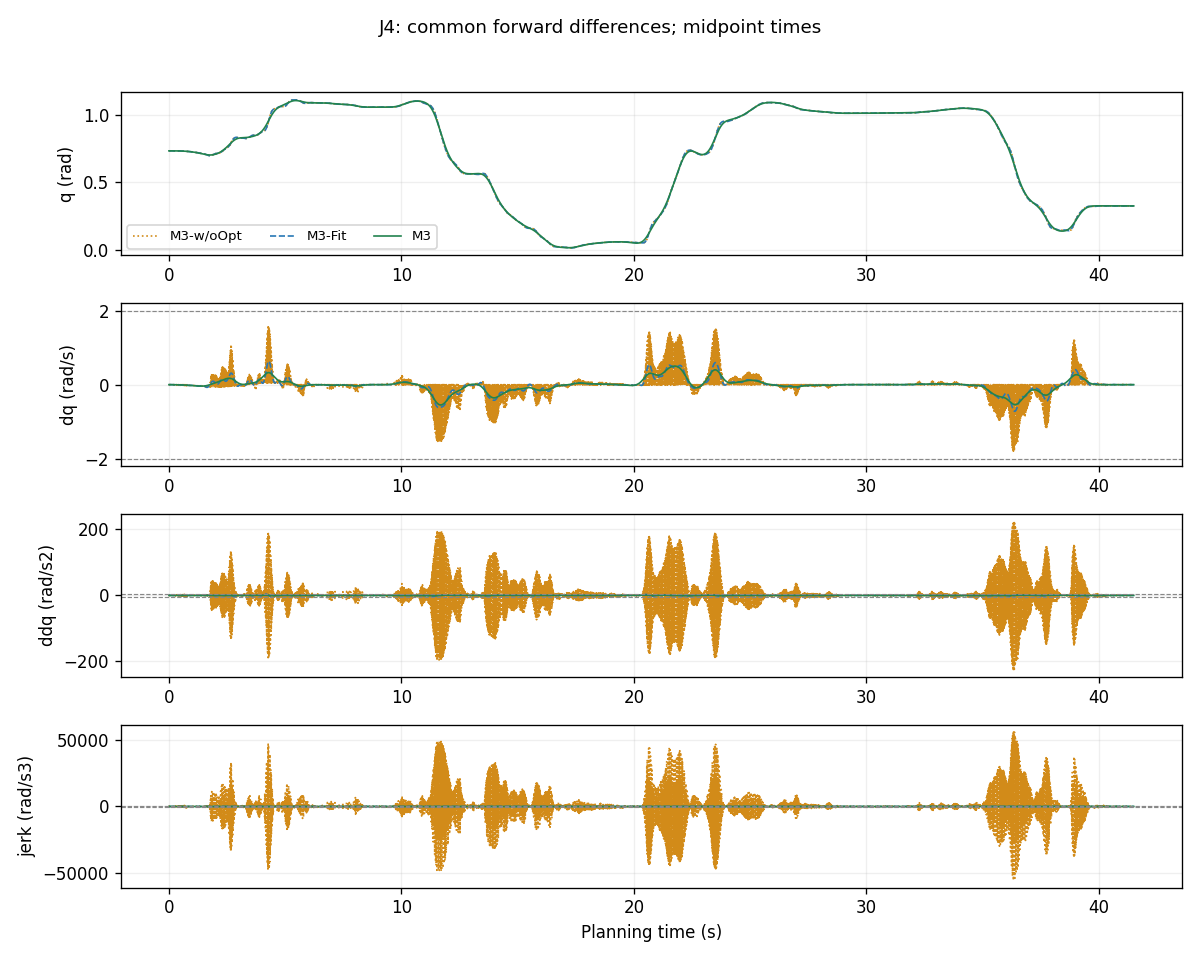 J4: common forward differences; midpoint times
q (rad)
1.0
0.5
0.0
M3-w/oOpt M3-Fit M3
0 10 20 30 40
dq (rad/s)
2
0
−2
0 10 20 30 40
ddq (rad/s2)
200
0
−200
0 10 20 30 40
jerk (rad/s3)
50000
0
−50000
0 10 20 30 40
Planning time (s)